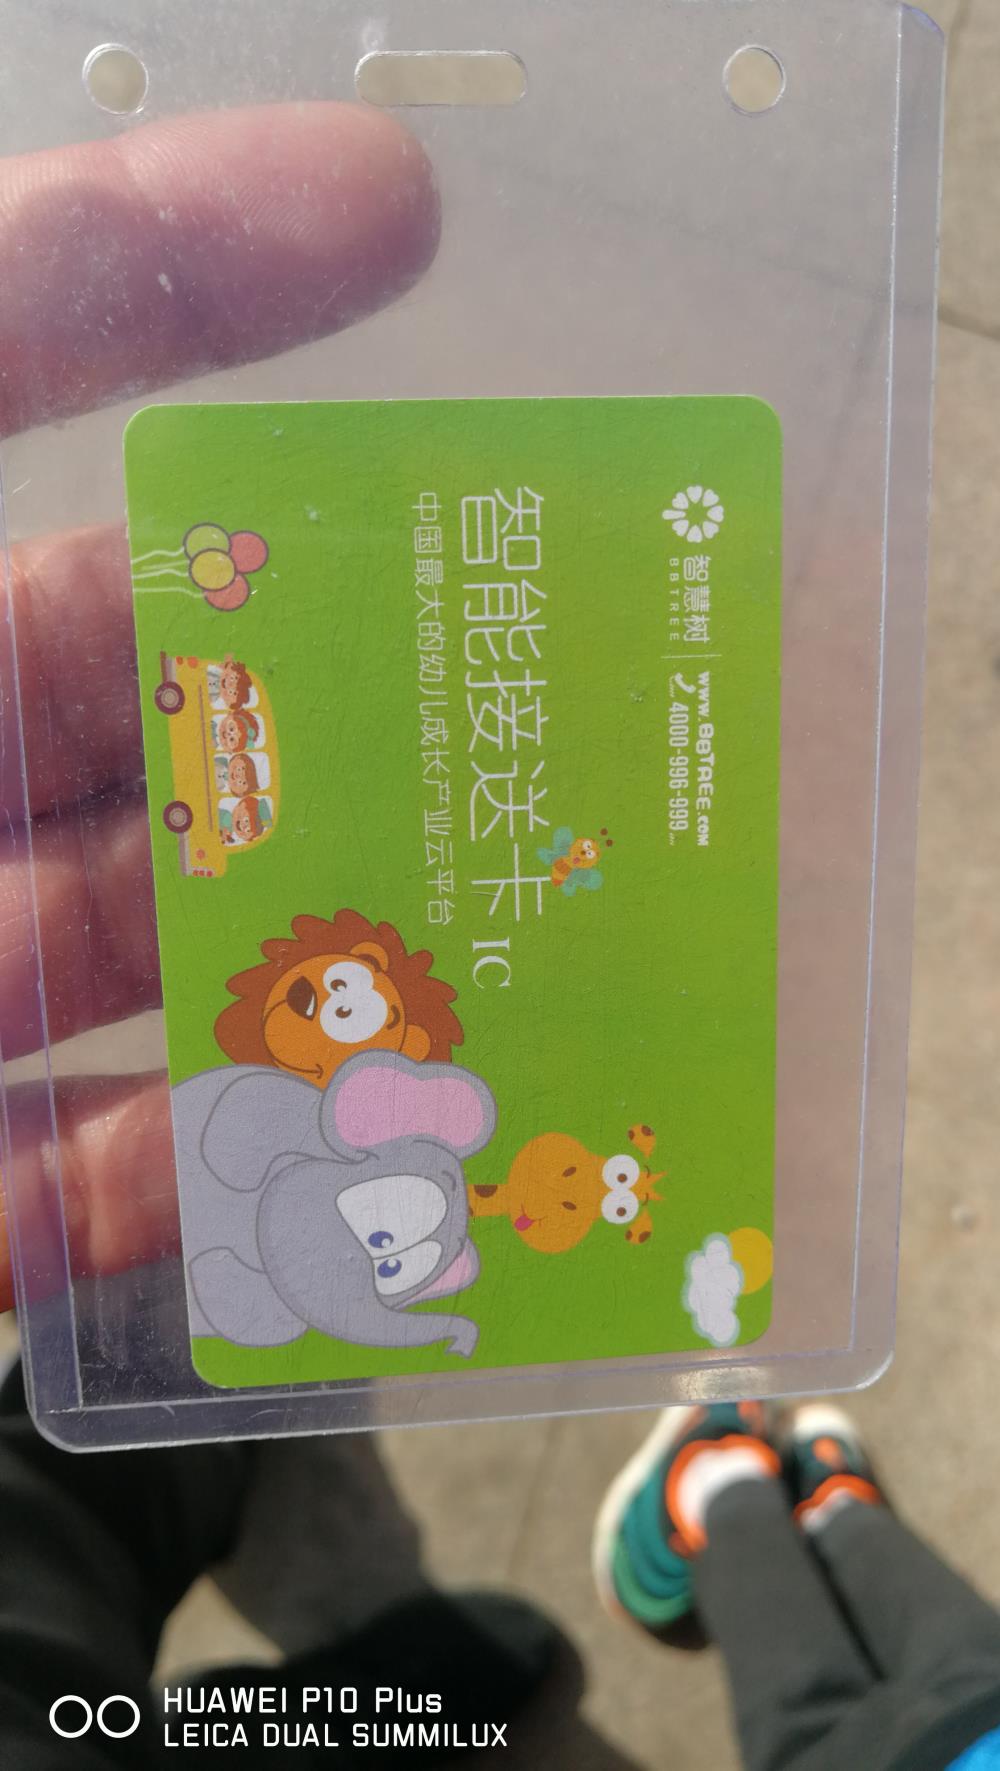 智慧树
BBTREE
www.BBTREE.com
4000-996-999
智能接送卡 IC
中国最大的幼儿成长产业云平台
HUAWEI P10 Plus
LEICA DUAL SUMMILUX